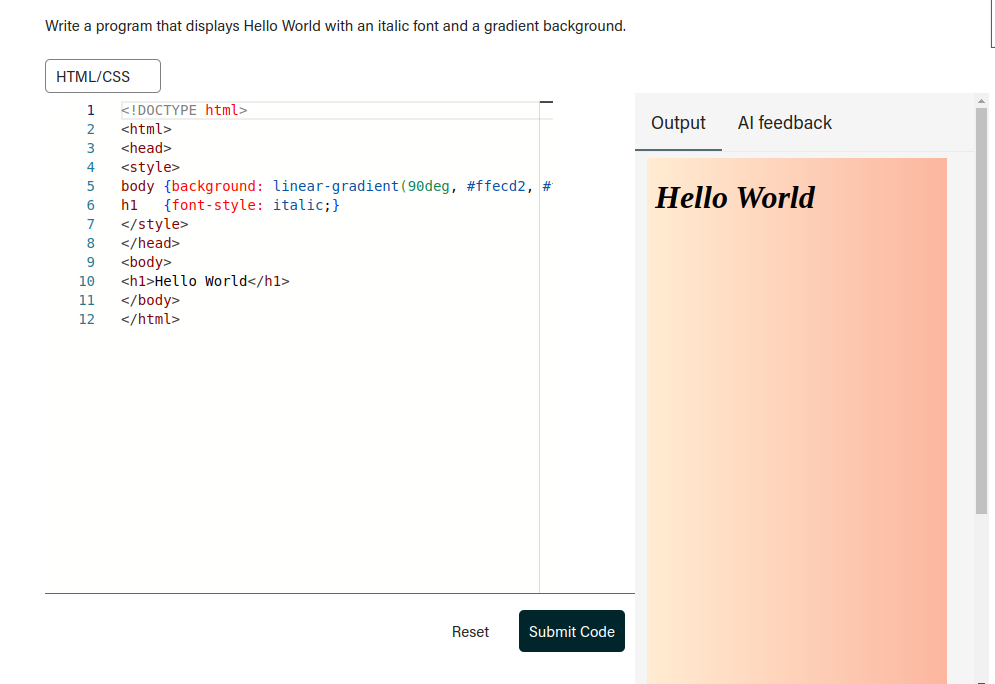 Write a program that displays Hello World with an italic font and a gradient background.
HTML/CSS
1 <!DOCTYPE html>
2 <html>
3 <head>
4 <style>
5 body {background: linear-gradient(90deg, #ffecd2, #
6 h1   {font-style: italic;}
7 </style>
8 </head>
9 <body>
10 <h1>Hello World</h1>
11 </body>
12 </html>
Reset
Submit Code
Output
AI feedback
Hello World